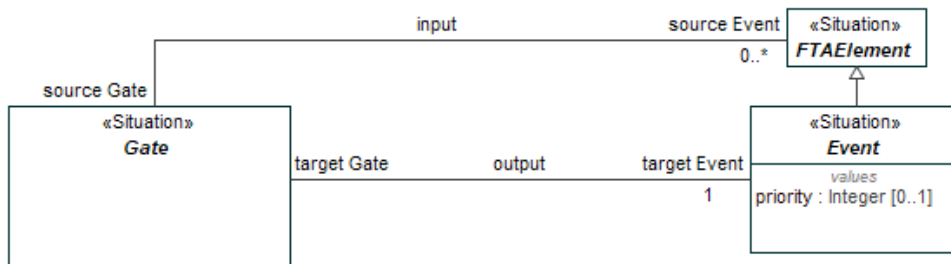 input
source Event
0..*
«Situation»
FTAElement
source Gate
«Situation»
Gate
target Gate
output
target Event
1
«Situation»
Event
values
priority : Integer [0..1]